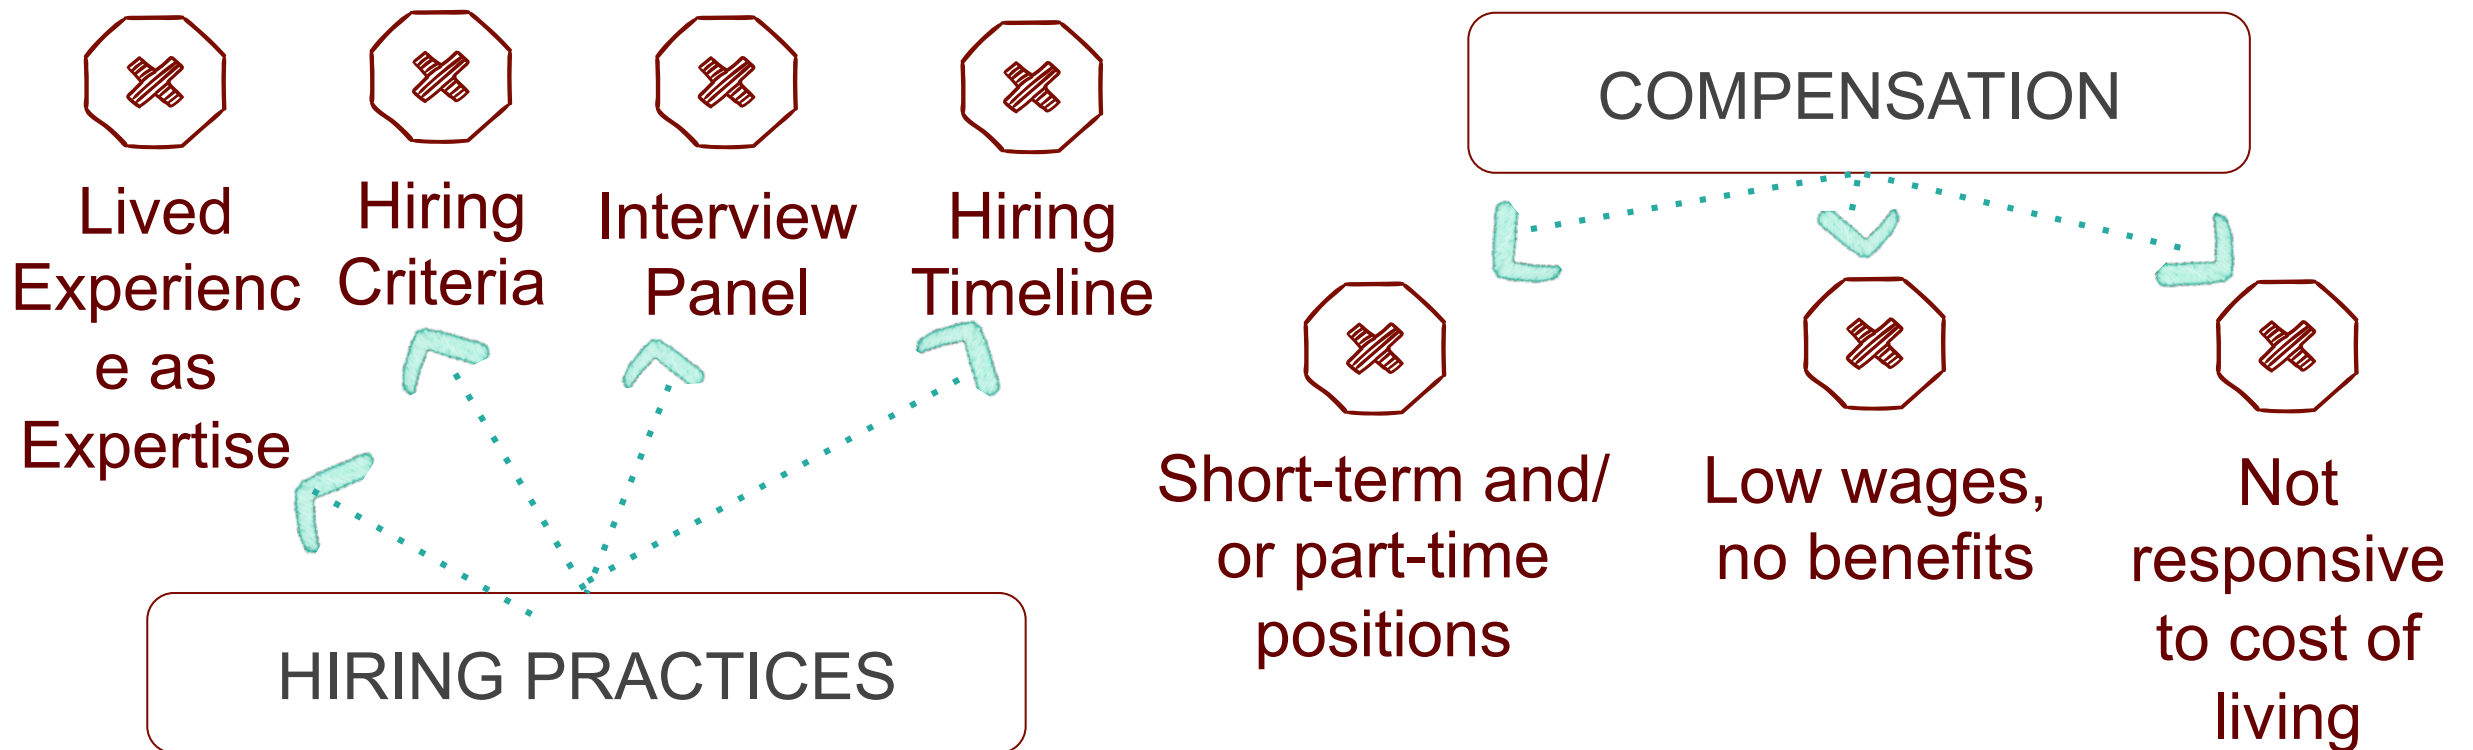 Lived
Experienc
e as
Expertise
Hiring
Criteria
Interview
Panel
Hiring
Timeline
HIRING PRACTICES
COMPENSATION
Short-term and/
or part-time
positions
Low wages,
no benefits
Not
responsive
to cost of
living